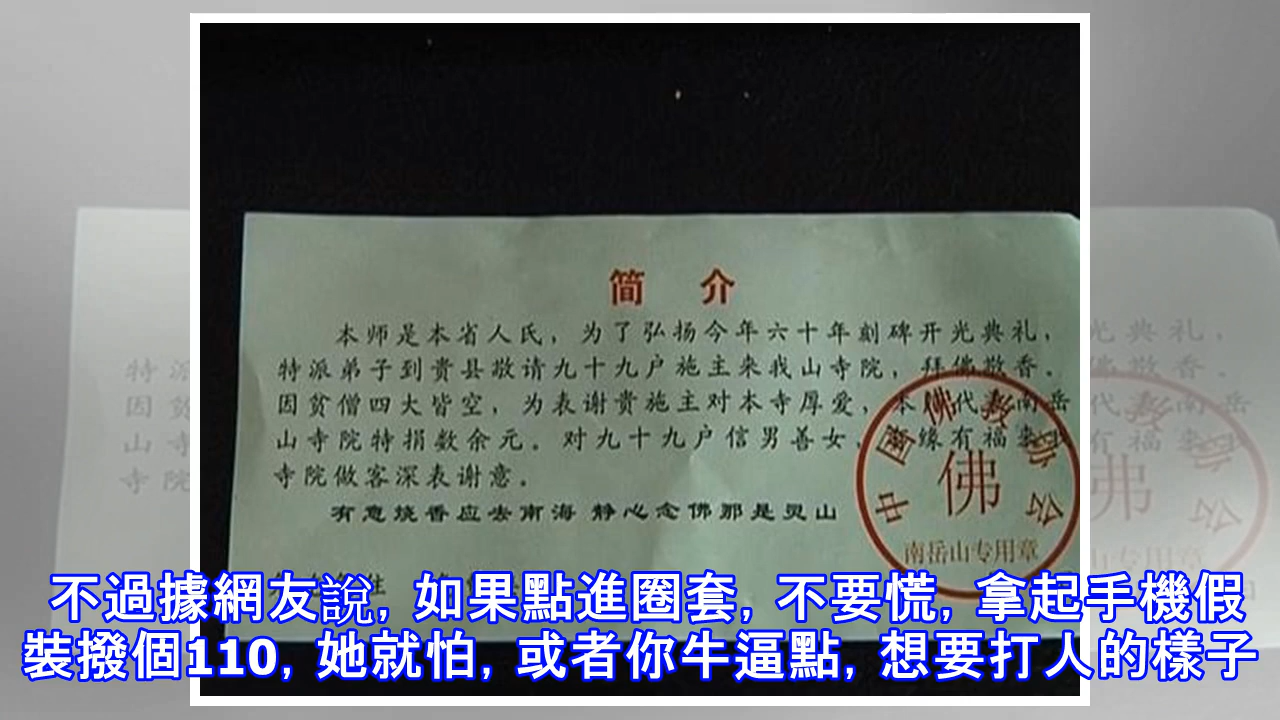 简 介
本师是本省人民，为了弘扬今年六十年刻碑开光典礼，
特派弟子到贵县敬请九十九户施主来我山寺院，拜佛敬香。
因贫僧四大皆空，为表谢贵施主对本寺厚爱，本 代表南岳
山寺院特捐数余元。对九十九户信男善女， 缘有福来
寺院做客深表谢意。
有意烧香应去南海 静心念佛那是灵山
中国佛教 公
佛
南岳山专用章
不過據網友說, 如果點進圈套, 不要慌, 拿起手機假
裝撥個110, 她就怕, 或者你牛逼點, 想要打人的樣子